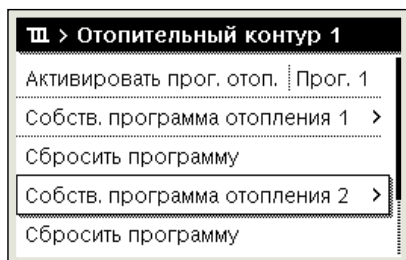 > Отопительный контур 1
Активировать прог. отоп. Прог. 1
Собств. программа отопления 1 >
Сбросить программу
Собств. программа отопления 2 >
Сбросить программу